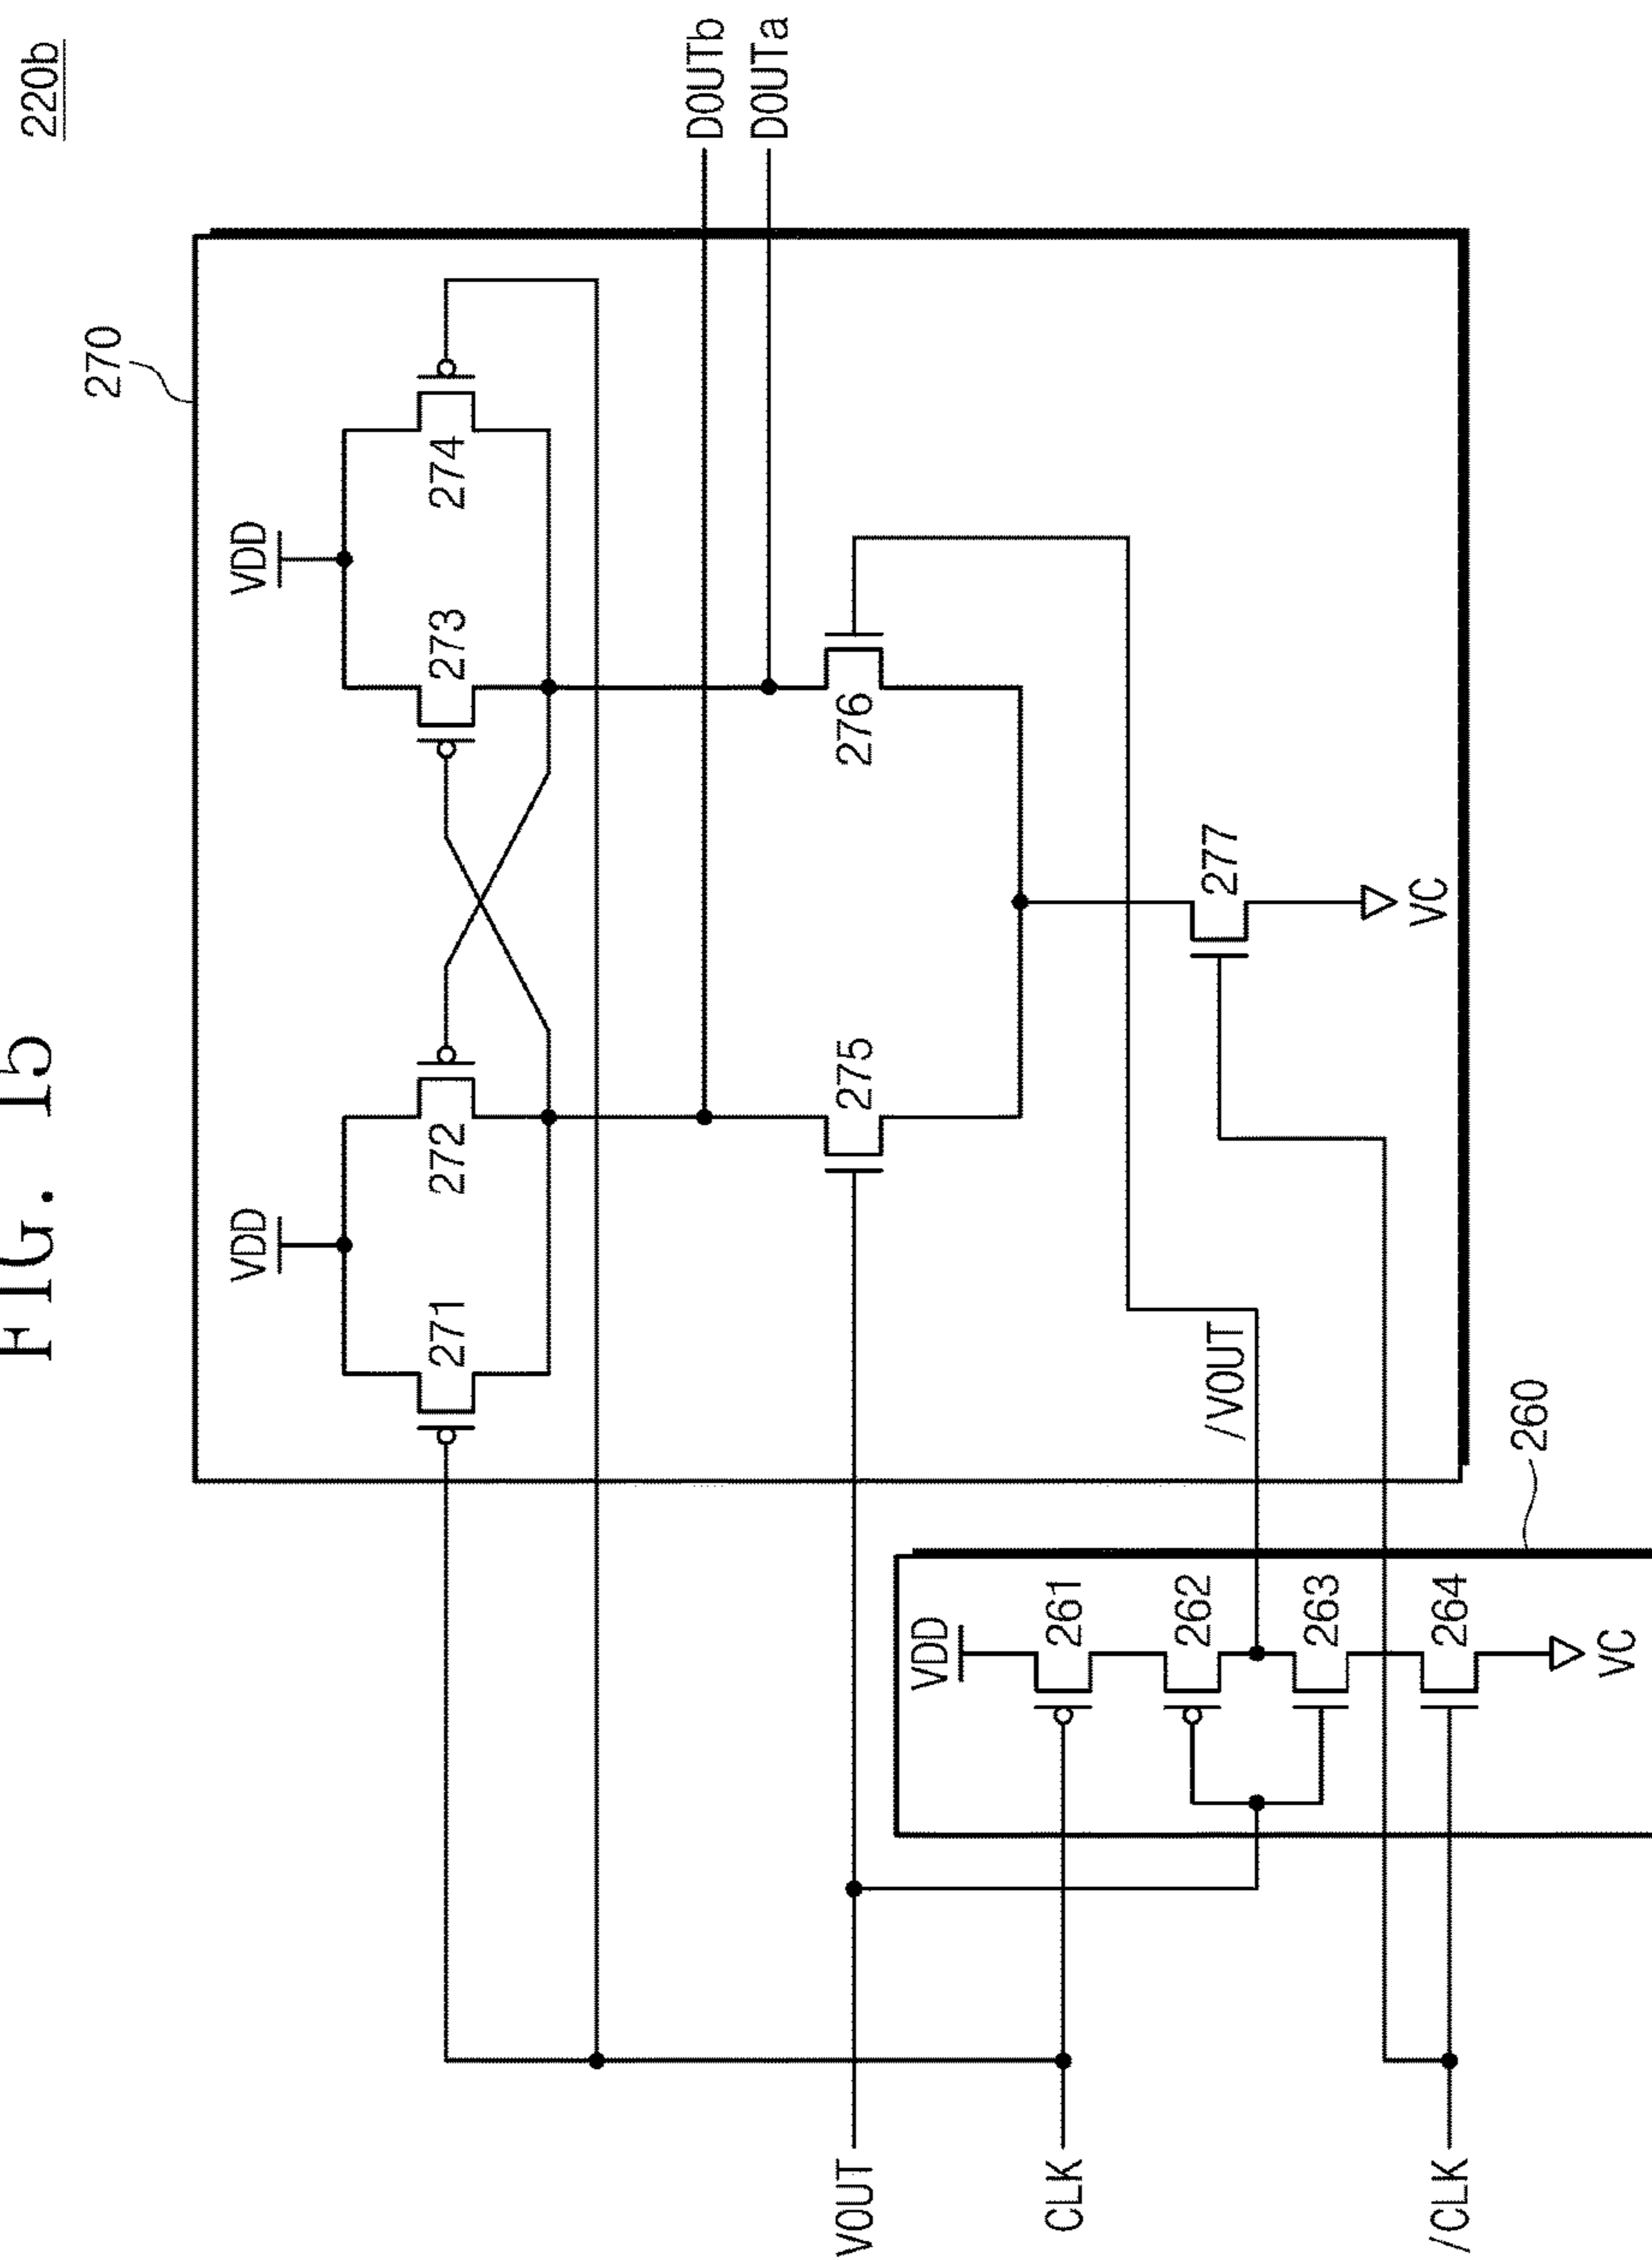 FIG. 15
220b
270
VDD
VDD
271
272
273
274
DOUTb
DOUTa
275
276
VOUT
/VOUT
277
VC
CLK
VDD
261
262
263
264
VC
260
/CLK